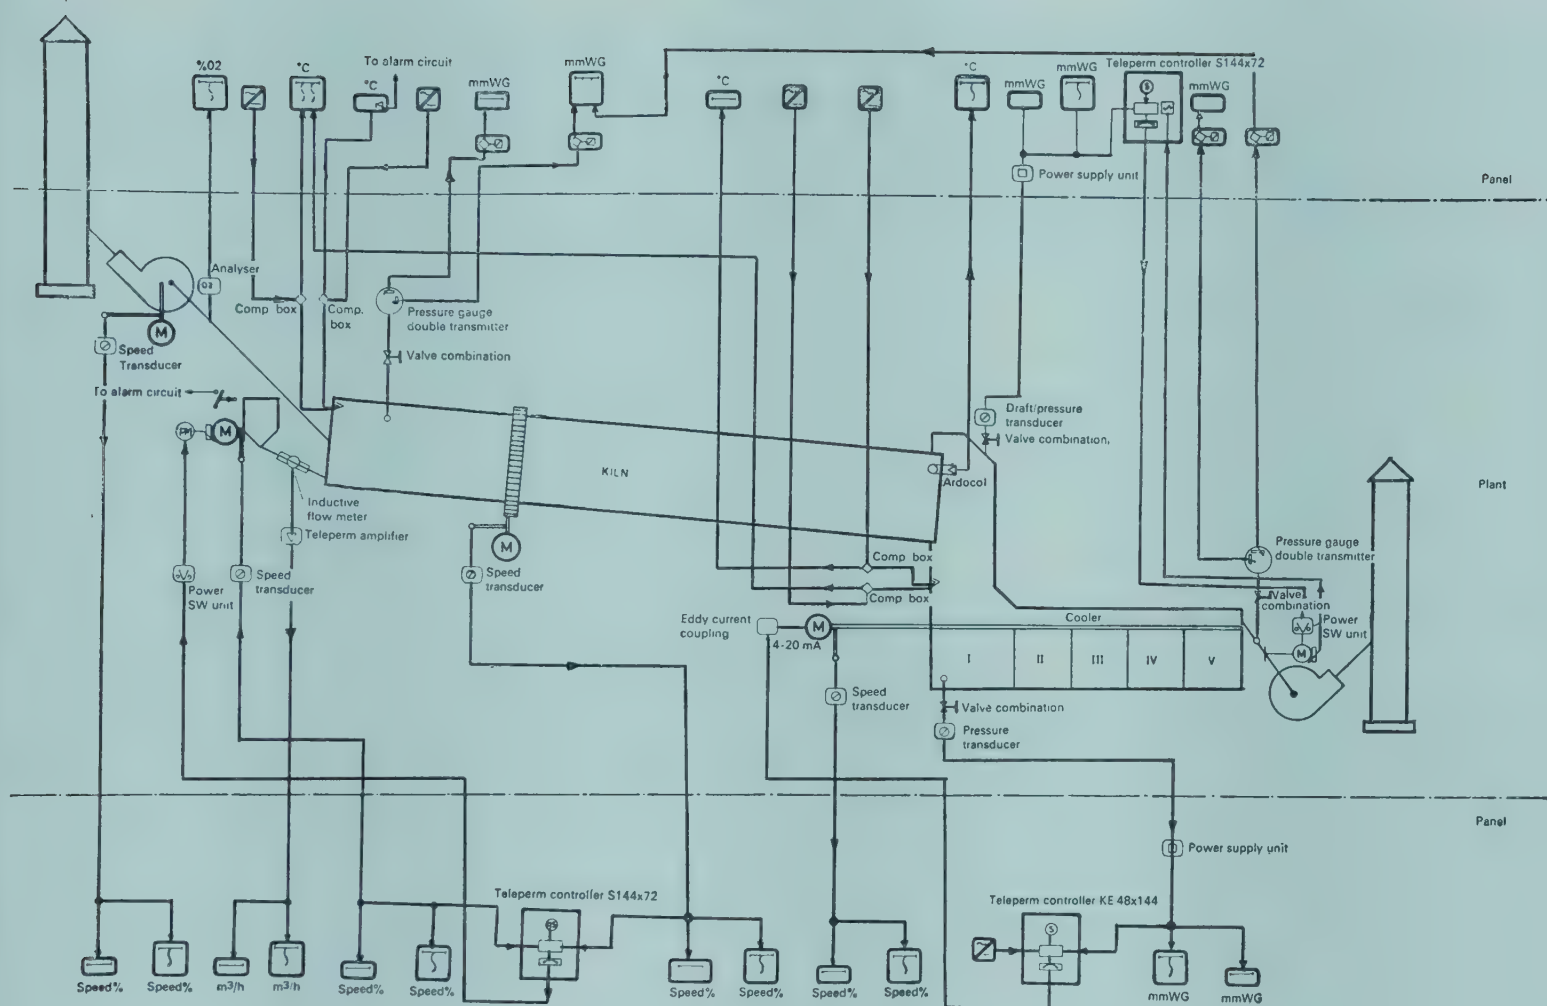 To alarm circuit
%02
°C
°C
mmWG
mmWG
°C
°C
mmWG
mmWG
Teleperm controller S144x72
mmWG
S
Power supply unit
Panel
Analyser
02
Comp box
Comp.
box
Pressure gauge
double transmitter
M
Speed
Transducer
Valve combination
To alarm circuit
M
Draft/pressure
transducer
Valve combination.
KILN
Ardocol
Plant
Inductive
flow meter
Teleperm amplifier
M
Comp box
Pressure gauge
double transmitter
Speed
transducer
Speed
transducer
Power
SW unit
Comp box
Valve
combination
Eddy current
coupling
M
4-20 mA
Cooler
Power
SW unit
M
I
II
III
IV
V
Speed
transducer
Valve combination
Pressure
transducer
Panel
Power supply unit
Teleperm controller S144x72
Teleperm controller KE 48x144
S
Speed%
Speed%
m³/h
m³/h
Speed%
Speed%
Speed%
Speed%
Speed%
Speed%
mmWG
mmWG